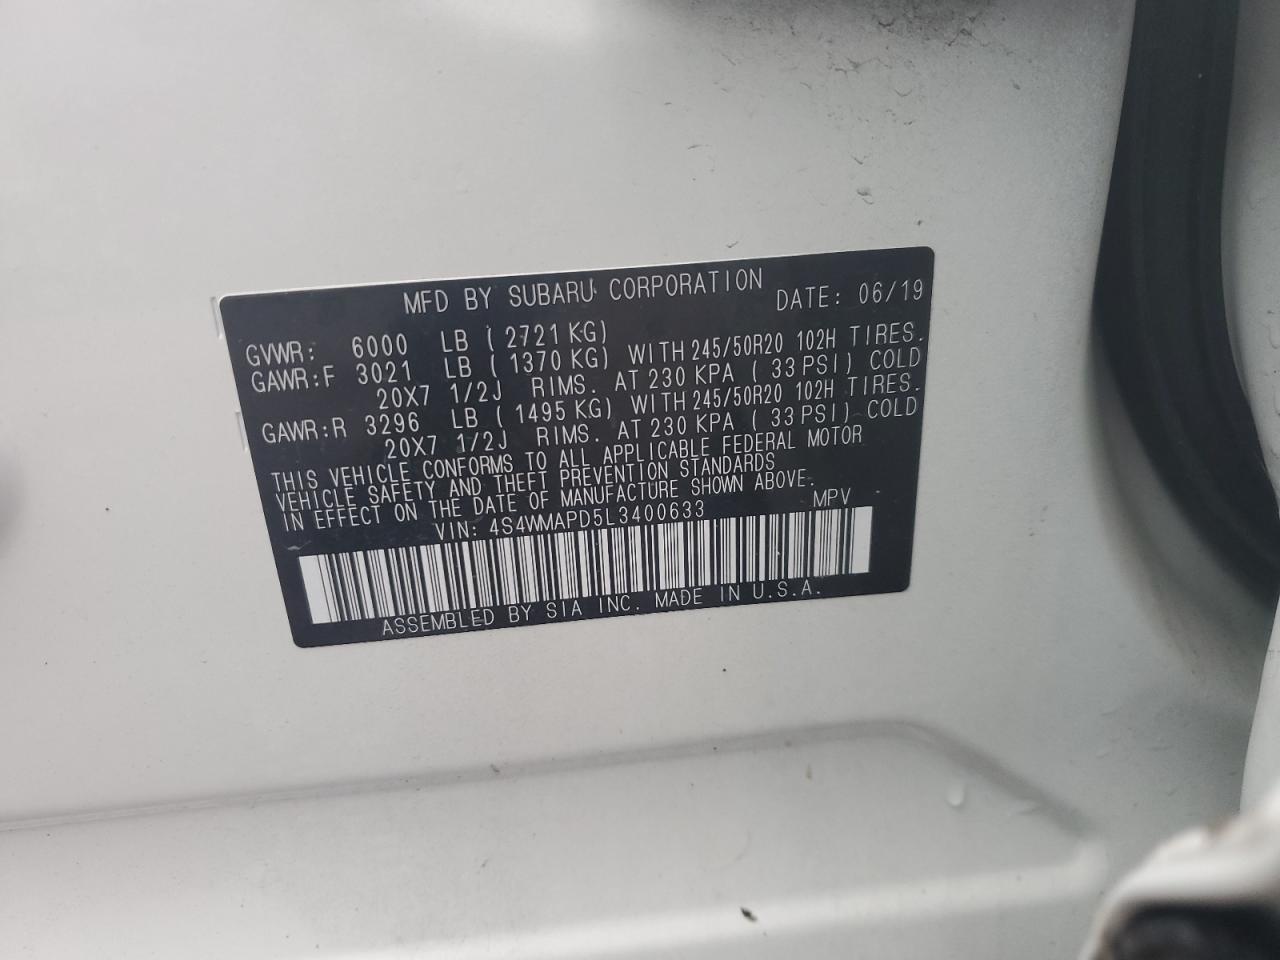 MFD BY SUBARU CORPORATION DATE: 06/19
GVWR: 6000 LB (2721KG)
GAWR:F 3021 LB (1370 KG) WITH 245/50R20 102H TIRES.
20X7 1/2J RIMS. AT 230 KPA (33 PSI) COLD
GAWR:R 3296 LB (1495 KG) WITH 245/50R20 102H TIRES.
20X7 1/2J RIMS. AT 230 KPA (33 PSI) COLD
THIS VEHICLE CONFORMS TO ALL APPLICABLE FEDERAL MOTOR
VEHICLE SAFETY AND THEFT PREVENTION STANDARDS
IN EFFECT ON THE DATE OF MANUFACTURE SHOWN ABOVE.
VIN: 4S4WMAPD5L3400633 MPV
ASSEMBLED BY SIA INC. MADE IN U.S.A.